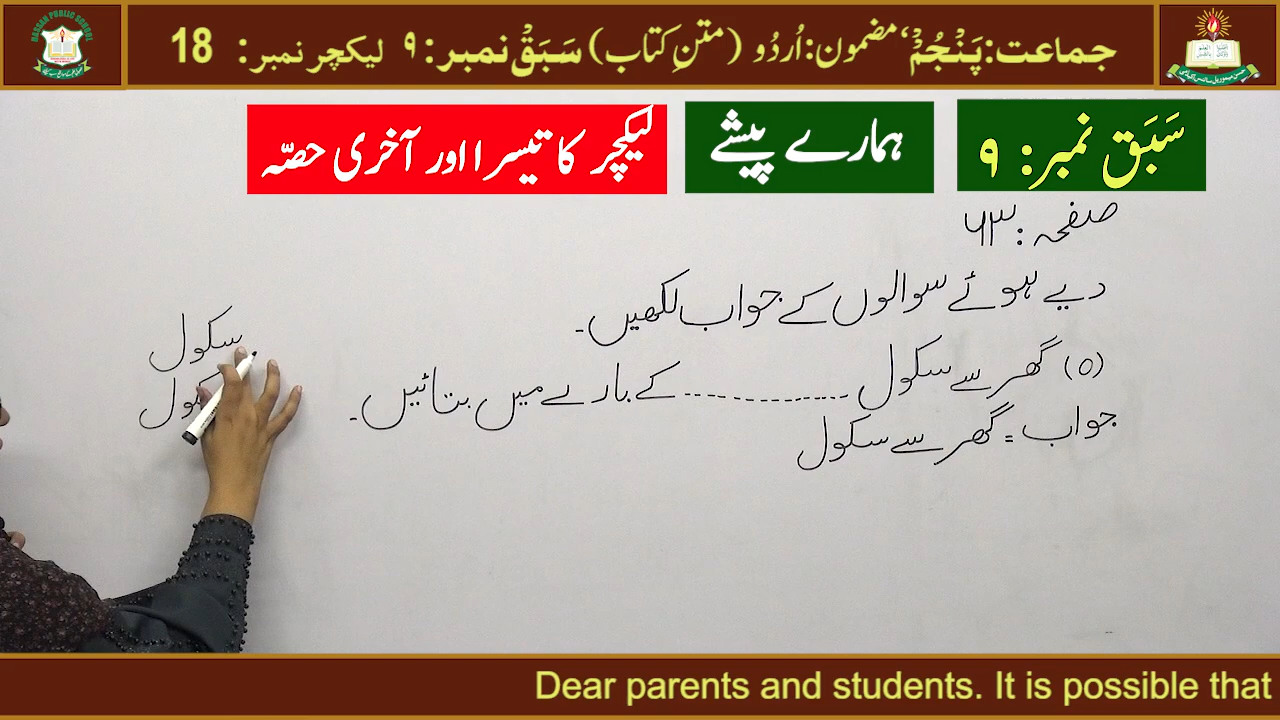 جماعت: پَنْجُمْ، مضمون: اُردُو (متنِ کتاب) سَبَقْ نمبر: ۹ لیکچر نمبر: 18
سَبَق نمبر: ۹
ہمارے پیشے
لیکچر کا تیسرا اور آخری حصّہ
صفحہ: ۶۳
دیے ہوئے سوالوں کے جواب لکھیں۔
(۵) گھر سے سکول ------------ کے بارے میں بتائیں۔
جواب = گھر سے سکول
سکول
Dear parents and students. It is possible that